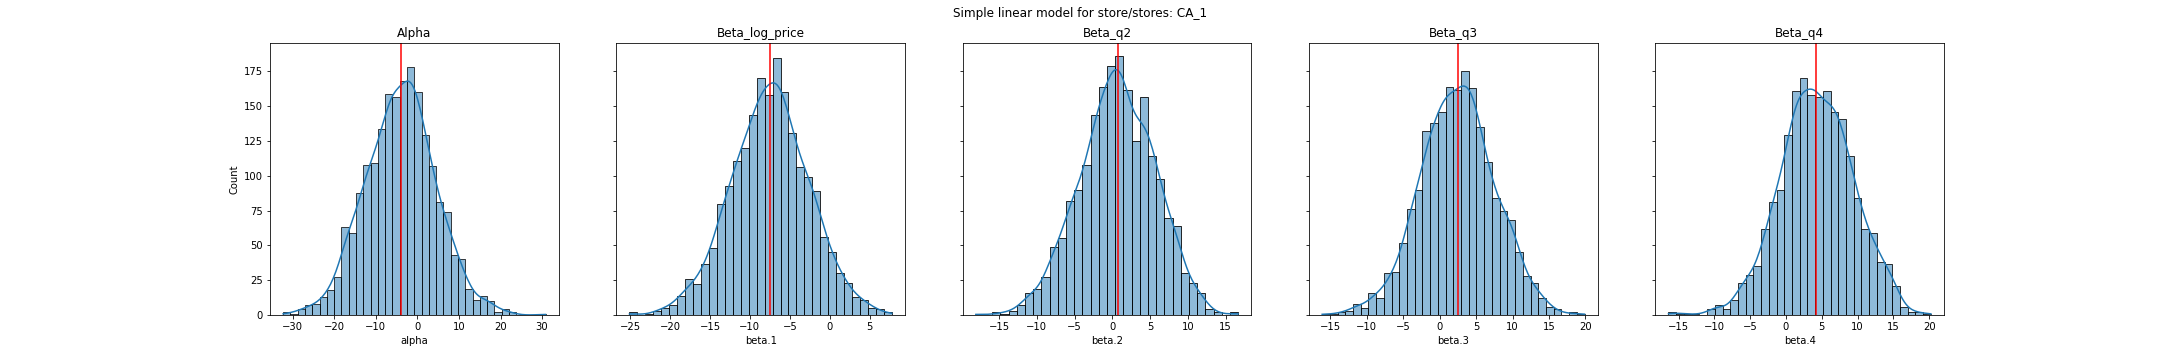 Simple linear model for store/stores: CA_1
Alpha
Beta_log_price
Beta_q2
Beta_q3
Beta_q4
Count
175
150
125
100
75
50
25
0
−30 −20 −10 0 10 20 30
−25 −20 −15 −10 −5 0 5
−15 −10 −5 0 5 10 15
−15 −10 −5 0 5 10 15 20
−15 −10 −5 0 5 10 15 20
alpha
beta.1
beta.2
beta.3
beta.4